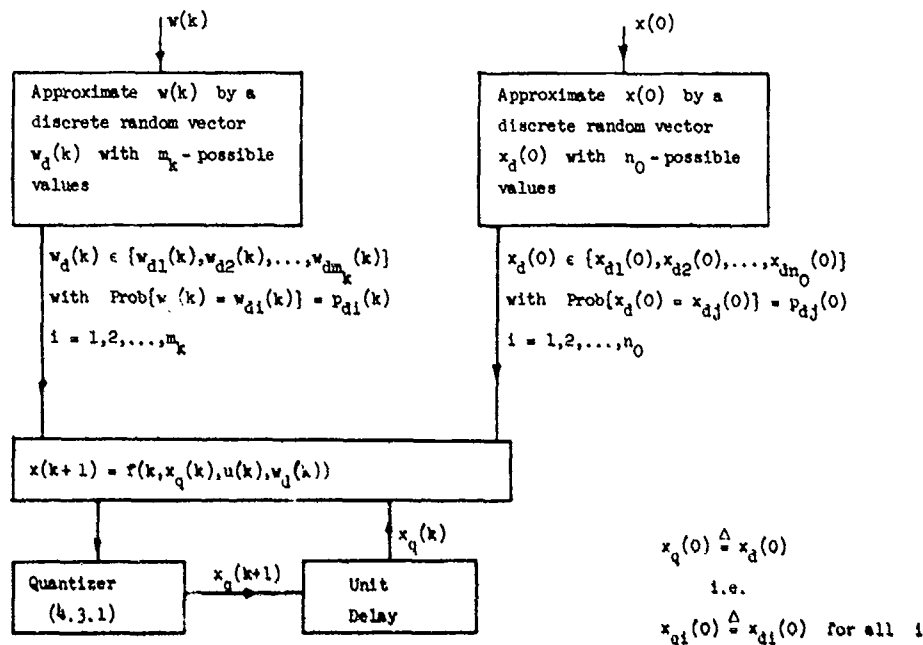 w(k)
x(0)
Approximate w(k) by a
discrete random vector
w_d(k) with m_k-possible
values
Approximate x(0) by a
discrete random vector
x_d(0) with n_0-possible
values
w_d(k) ϵ {w_d1(k),w_d2(k),...,w_dm_k(k)}
with Prob{w (k) = w_di(k)} = p_di(k)
i = 1,2,...,m_k
x_d(0) ϵ {x_d1(0),x_d2(0),...,x_dn_0(0)}
with Prob{x_d(0) = x_dj(0)} = p_dj(0)
i = 1,2,...,n_0
x(k+1) = f(k,x_q(k),u(k),w_d(k))
x_q(k)
Quantizer
(4.3.1)
x_q(k+1)
Unit
Delay
x_q(0) ≜ x_d(0)
i.e.
x_qi(0) ≜ x_di(0) for all i